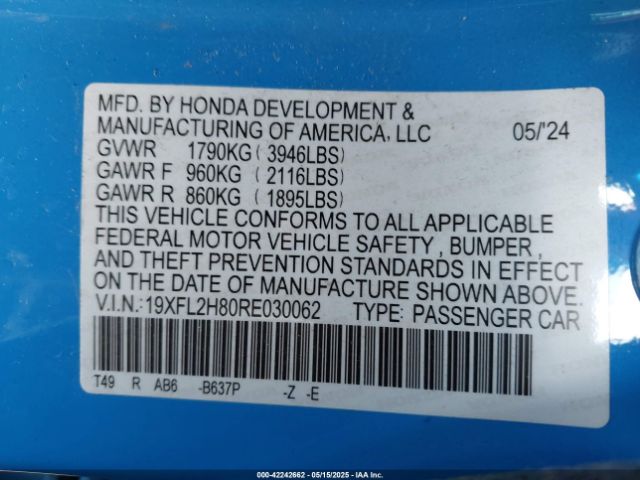 MFD. BY HONDA DEVELOPMENT &
MANUFACTURING OF AMERICA, LLC 05/'24
GVWR 1790KG ( 3946LBS)
GAWR F 960KG ( 2116LBS)
GAWR R 860KG ( 1895LBS)
THIS VEHICLE CONFORMS TO ALL APPLICABLE
FEDERAL MOTOR VEHICLE SAFETY , BUMPER ,
AND THEFT PREVENTION STANDARDS IN EFFECT
ON THE DATE OF MANUFACTURE SHOWN ABOVE.
V.I.N.:19XFL2H80RE030062 TYPE: PASSENGER CAR
T49 R AB6 -B637P -Z -E
000-42242662 - 05/15/2025 - IAA Inc.